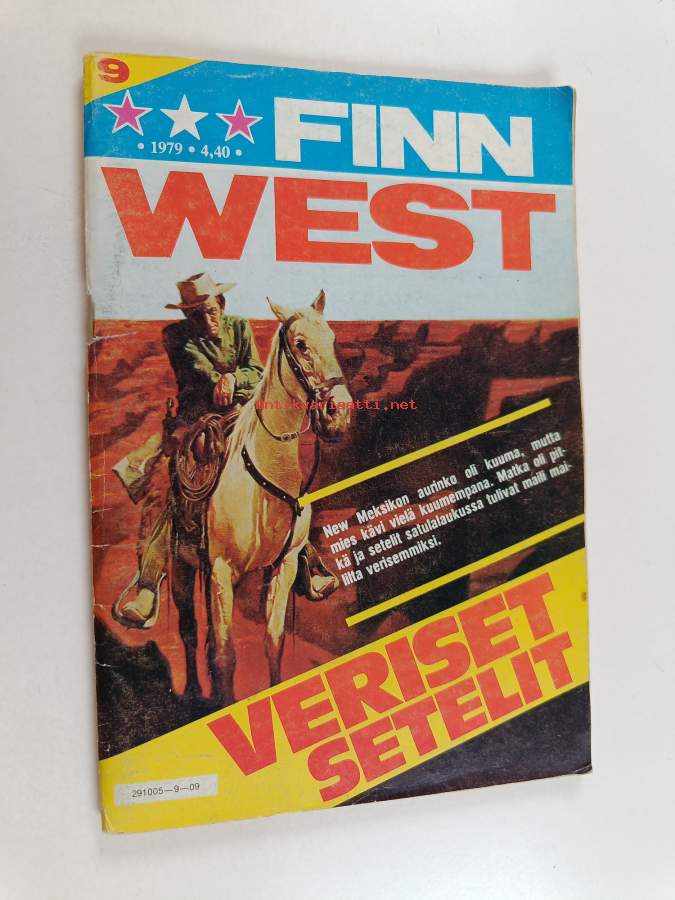 9
• 1979 • 4,40 •
FINN
WEST
antikvariaatti.net
New Meksikon aurinko oli kuuma, mutta
mies kävi vielä kuumempana. Matka oli pit-
kä ja setelit satulalaukussa tulivat maili mai-
lilta verisemmiksi.
VERISET
SETELIT
291005—9—09